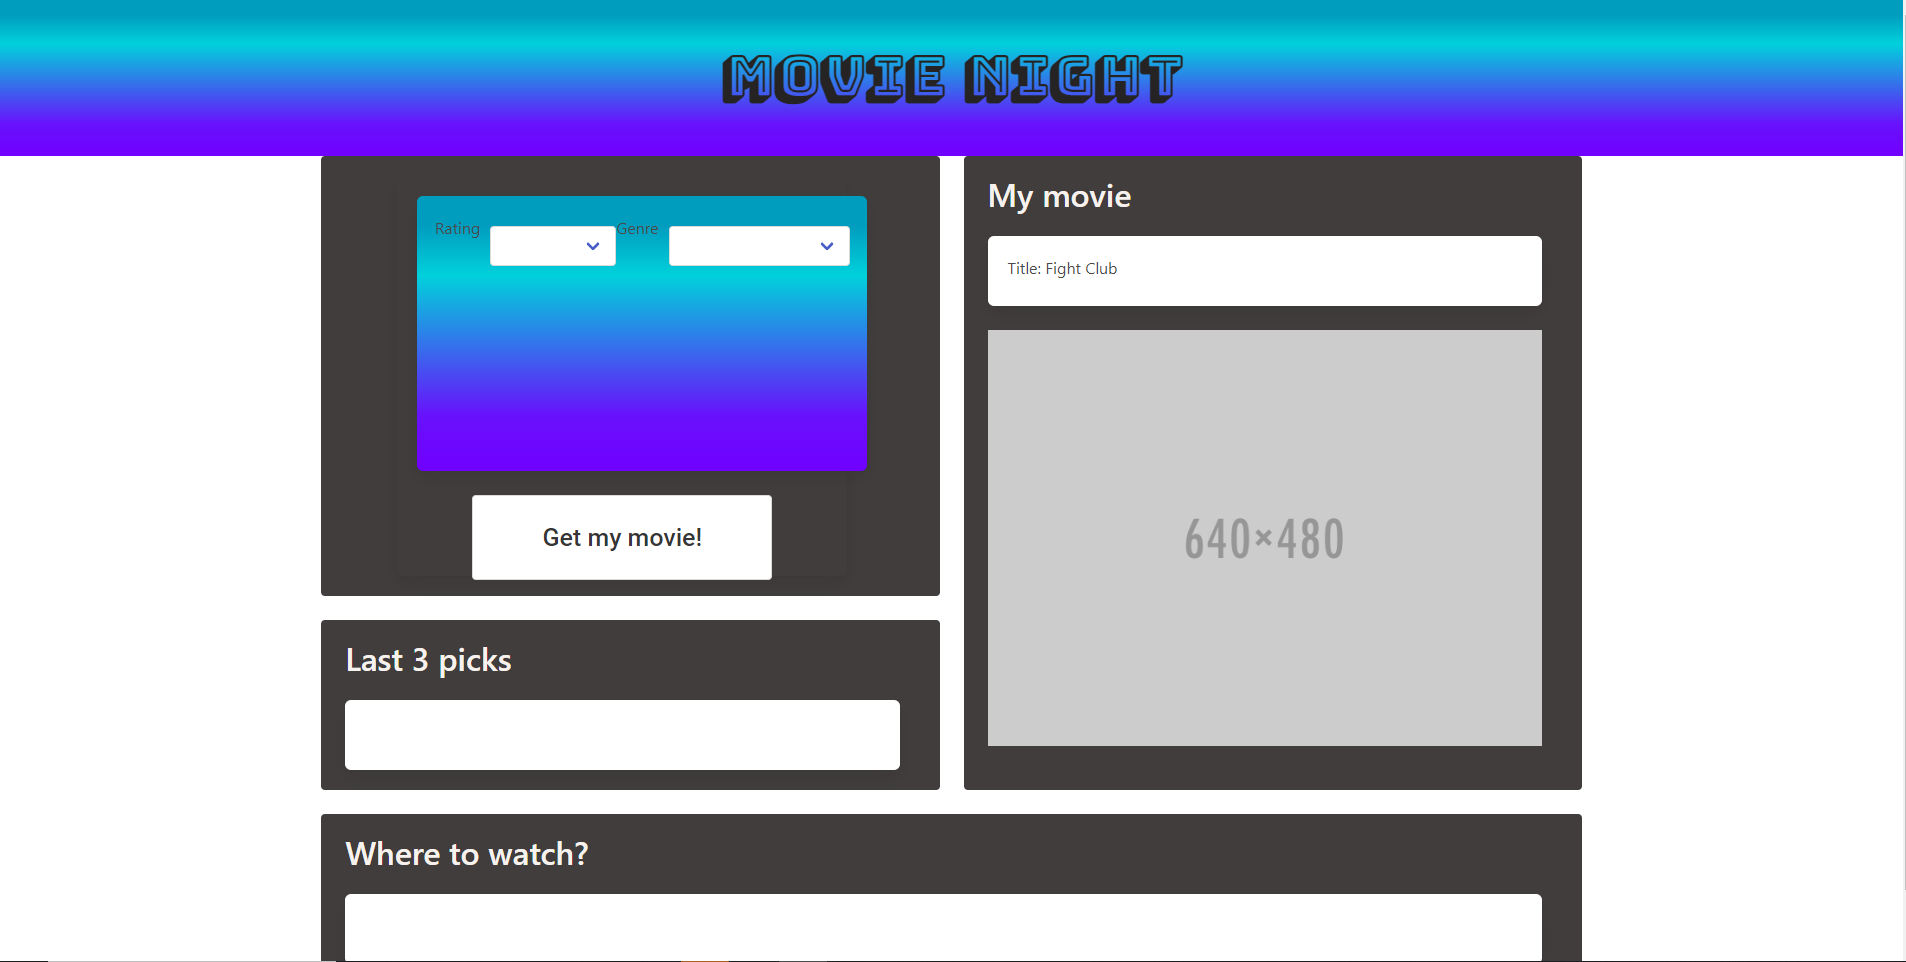 MOVIE NIGHT
Rating Genre
Get my movie!
My movie
Title: Fight Club
640×480
Last 3 picks
Where to watch?